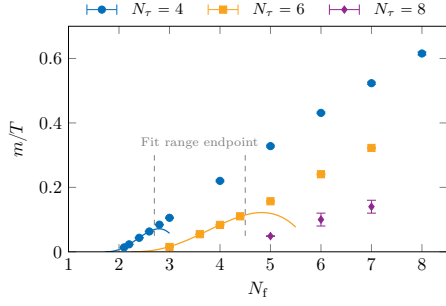 N_τ = 4 N_τ = 6 N_τ = 8
0.6
0.4
0.2
0
m/T
Fit range endpoint
1 2 3 4 5 6 7 8
N_f